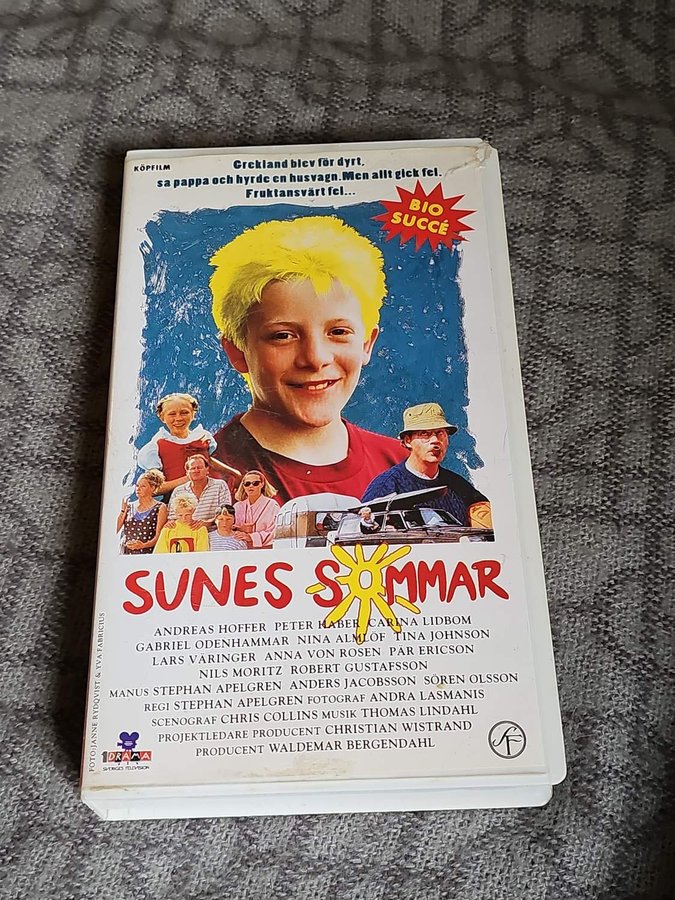 KÖPFILM
Grekland blev för dyrt,
sa pappa och hyrde en husvagn. Men allt gick fel.
Fruktansvärt fel...
BIO
SUCCÉ
SUNES SOMMAR
ANDREAS HOFFER PETER HABER CARINA LIDBOM
GABRIEL ODENHAMMAR NINA ALMLÖF TINA JOHNSON
LARS VÄRINGER ANNA VON ROSEN PÄR ERICSON
NILS MORITZ ROBERT GUSTAFSSON
MANUS STEPHAN APELGREN ANDERS JACOBSSON SÖREN OLSSON
REGI STEPHAN APELGREN FOTOGRAF ANDRA LASMANIS
SCENOGRAF CHRIS COLLINS MUSIK THOMAS LINDAHL
PROJEKTLEDARE PRODUCENT CHRISTIAN WISTRAND
PRODUCENT WALDEMAR BERGENDAHL
FOTO: JANNE RYDQVIST & YVA FABRICIUS
1DRAMA
SVERIGES TELEVISION
SF